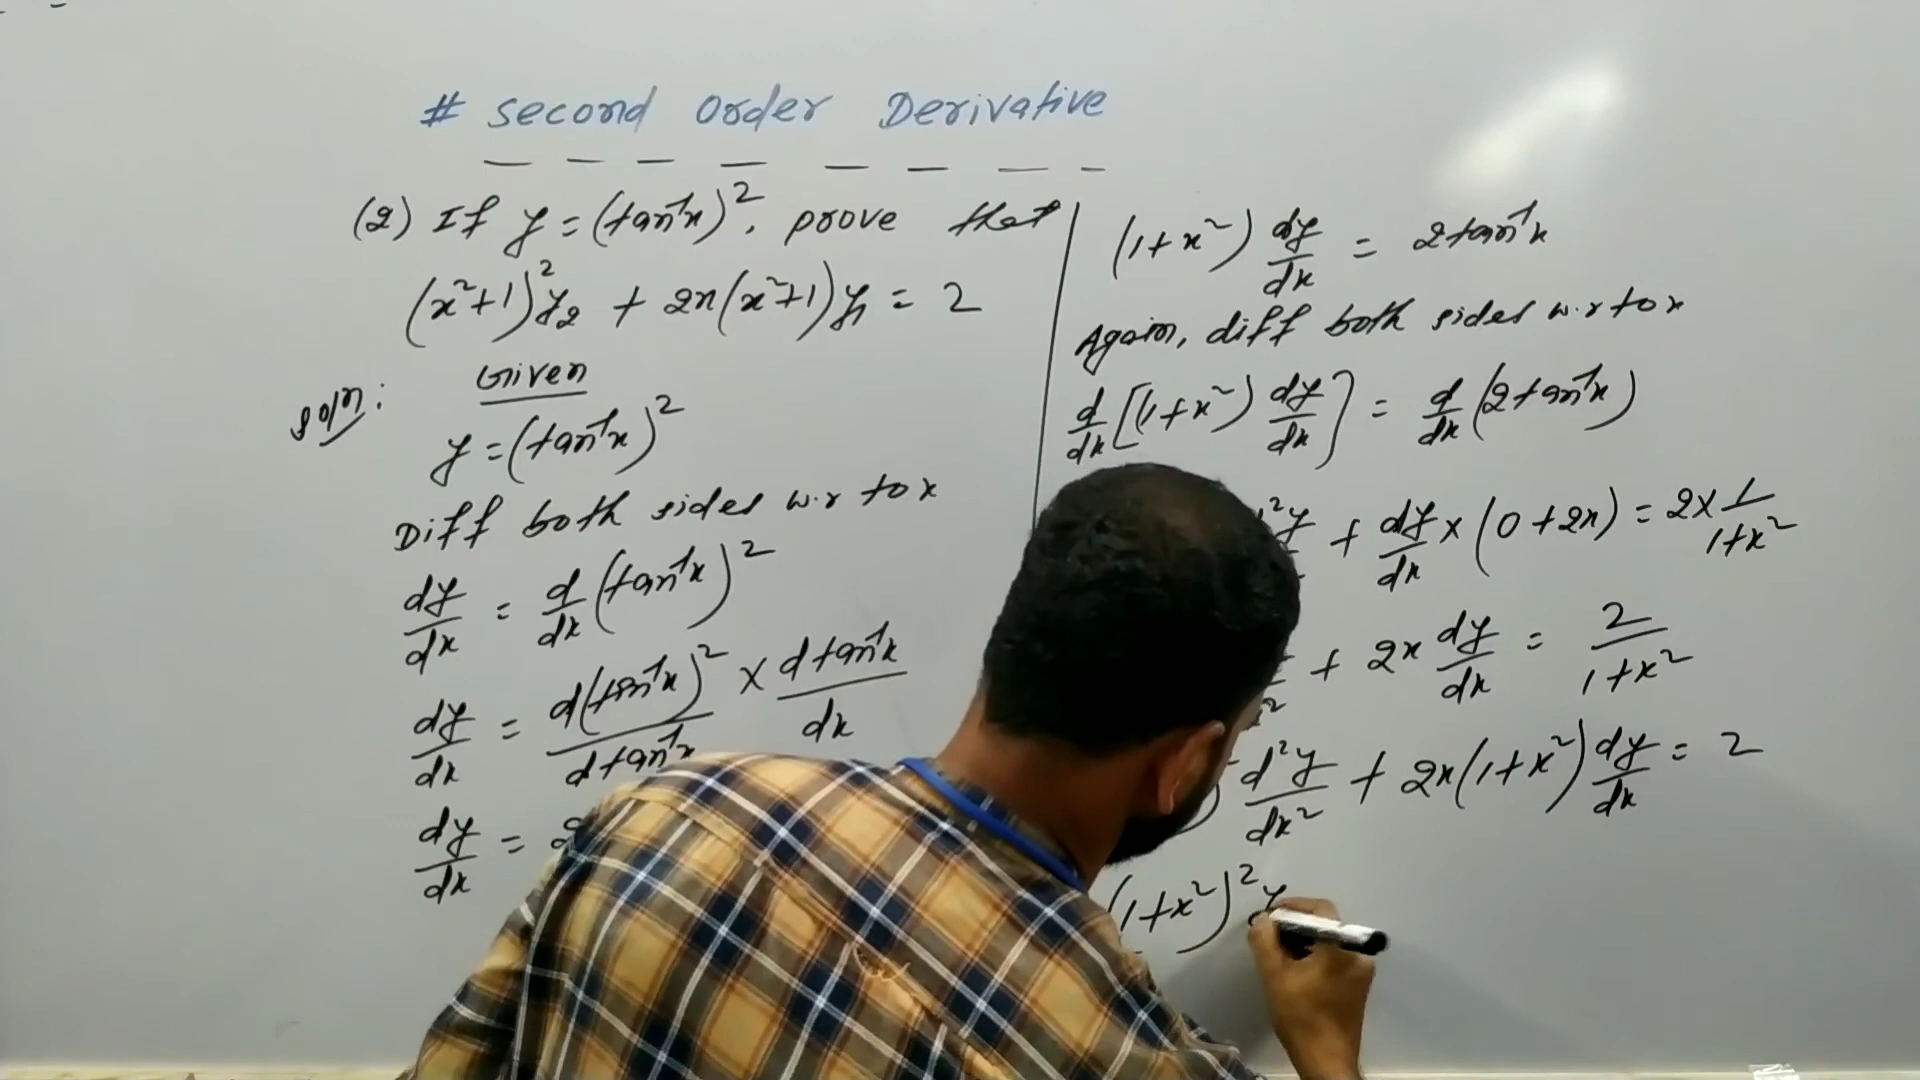 # Second Order Derivative
(2) If y = (tan⁻¹x)², prove that
(x²+1)²y₂ + 2x(x²+1)y₁ = 2
Soln: Given
y = (tan⁻¹x)²
Diff both sides w.r to x
dy/dx = d/dx (tan⁻¹x)²
dy/dx = d(tan⁻¹x)²/d tan⁻¹x × d tan⁻¹x/dx
dy/dx = 2
(1+x²) dy/dx = 2tan⁻¹x
Again, diff both sides w.r to x
d/dx [(1+x²) dy/dx] = d/dx (2tan⁻¹x)
²y + dy/dx × (0+2x) = 2×1/1+x²
+ 2x dy/dx = 2/1+x²
) d²y/dx² + 2x(1+x²) dy/dx = 2
(1+x²)² y